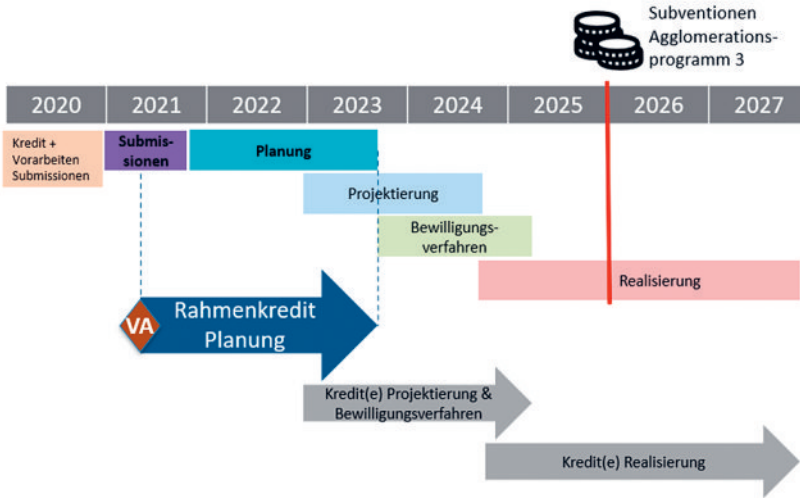 Subventionen
Agglomerations-
programm 3
2020 2021 2022 2023 2024 2025 2026 2027
Kredit +
Vorarbeiten
Submissionen
Submis-
sionen
Planung
Projektierung
Bewilligungs-
verfahren
Realisierung
VA
Rahmenkredit
Planung
Kredit(e) Projektierung &
Bewilligungsverfahren
Kredit(e) Realisierung